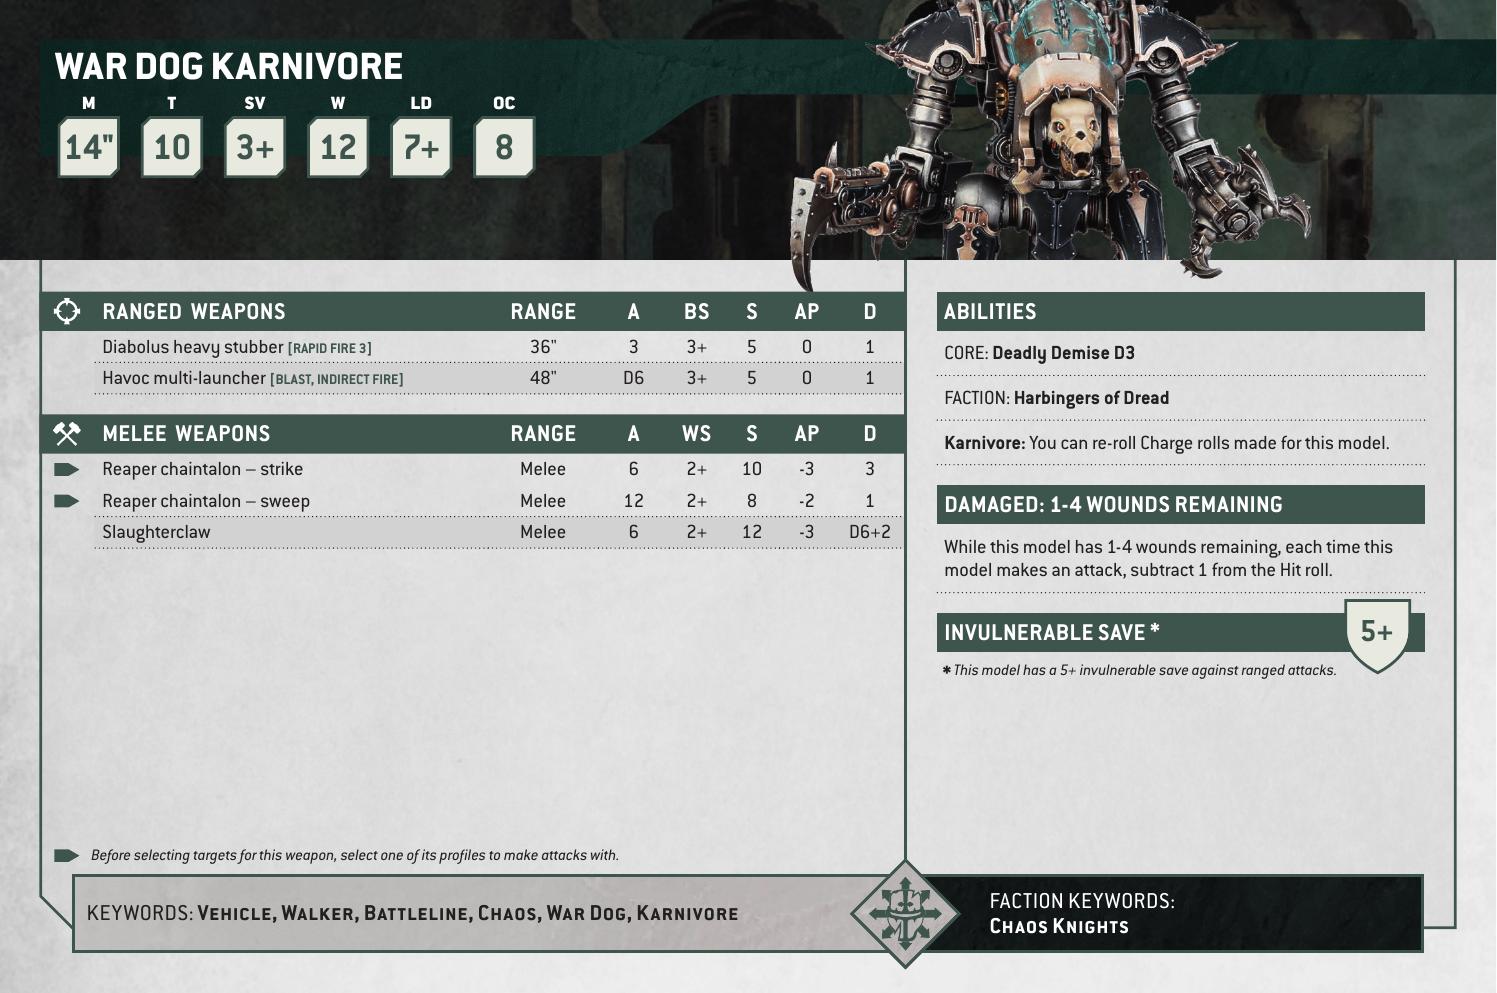 WAR DOG KARNIVORE
M T SV W LD OC
14" 10 3+ 12 7+ 8
RANGED WEAPONS RANGE A BS S AP D
Diabolus heavy stubber [RAPID FIRE 3] 36" 3 3+ 5 0 1
Havoc multi-launcher [BLAST, INDIRECT FIRE] 48" D6 3+ 5 0 1
MELEE WEAPONS RANGE A WS S AP D
Reaper chaintalon – strike Melee 6 2+ 10 -3 3
Reaper chaintalon – sweep Melee 12 2+ 8 -2 1
Slaughterclaw Melee 6 2+ 12 -3 D6+2
Before selecting targets for this weapon, select one of its profiles to make attacks with.
ABILITIES
CORE: Deadly Demise D3
FACTION: Harbingers of Dread
Karnivore: You can re-roll Charge rolls made for this model.
DAMAGED: 1-4 WOUNDS REMAINING
While this model has 1-4 wounds remaining, each time this
model makes an attack, subtract 1 from the Hit roll.
INVULNERABLE SAVE * 5+
* This model has a 5+ invulnerable save against ranged attacks.
KEYWORDS: Vehicle, Walker, Battleline, Chaos, War Dog, Karnivore
FACTION KEYWORDS:
Chaos Knights